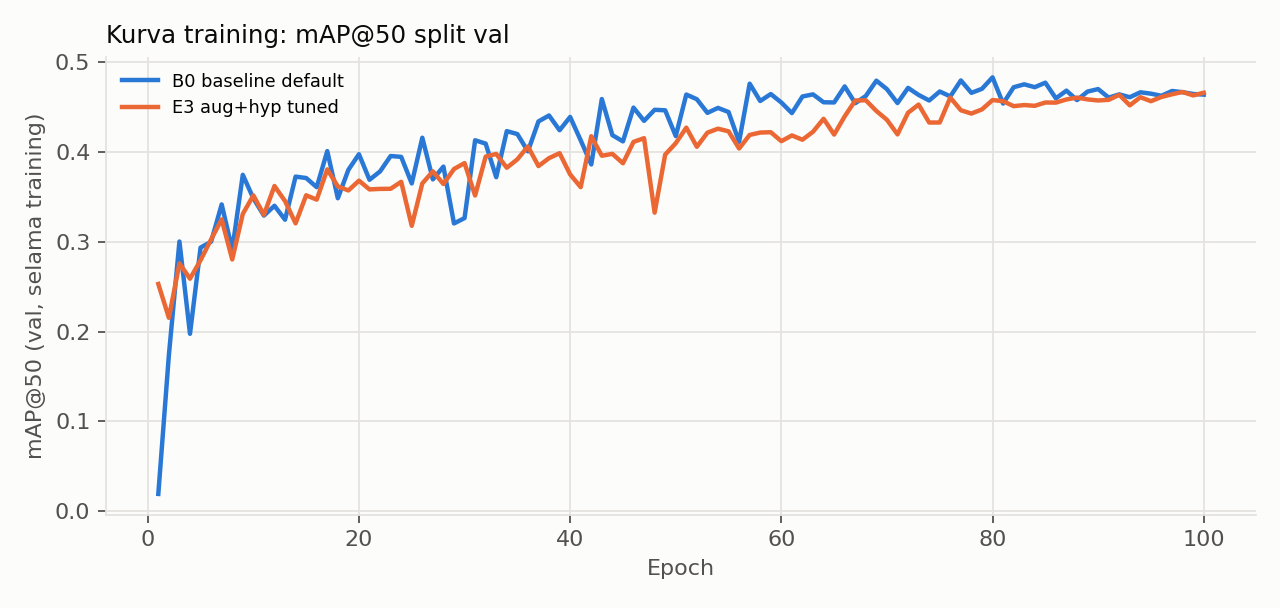 Kurva training: mAP@50 split val
B0 baseline default
E3 aug+hyp tuned
mAP@50 (val, selama training)
0.5
0.4
0.3
0.2
0.1
0.0
0 20 40 60 80 100
Epoch